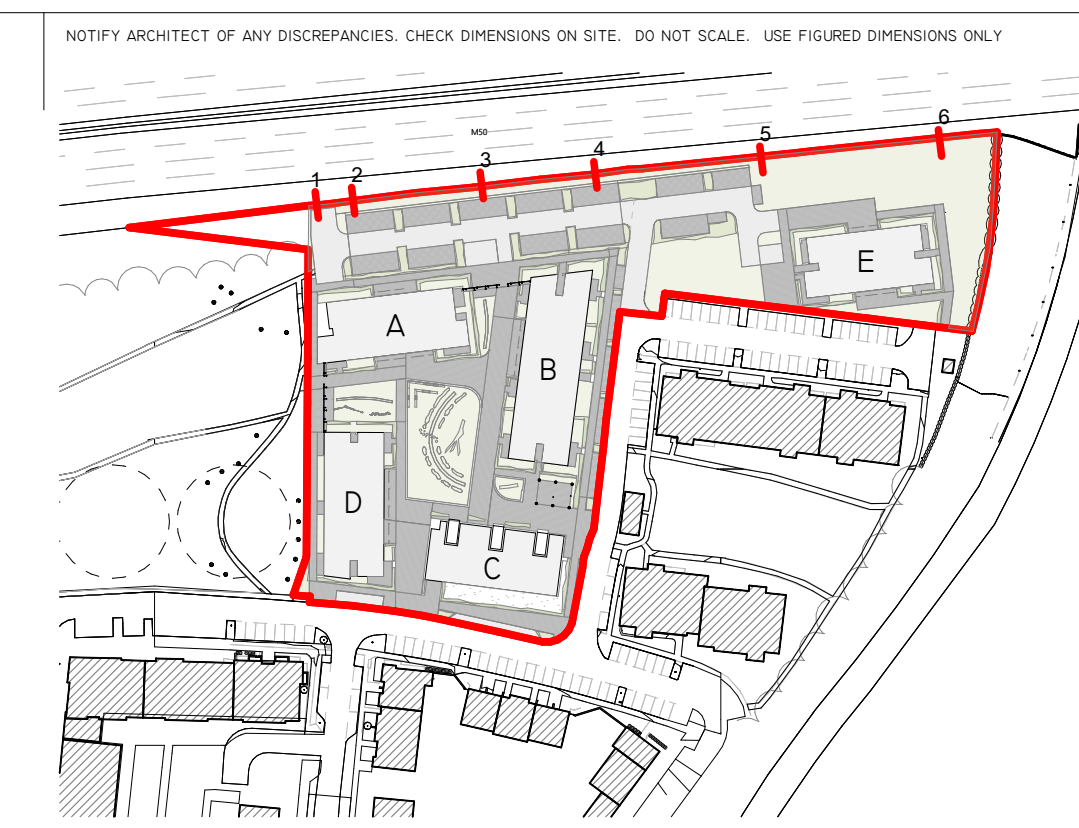 NOTIFY ARCHITECT OF ANY DISCREPANCIES. CHECK DIMENSIONS ON SITE. DO NOT SCALE. USE FIGURED DIMENSIONS ONLY
M50
1
2
3
4
5
6
E
A
B
D
C